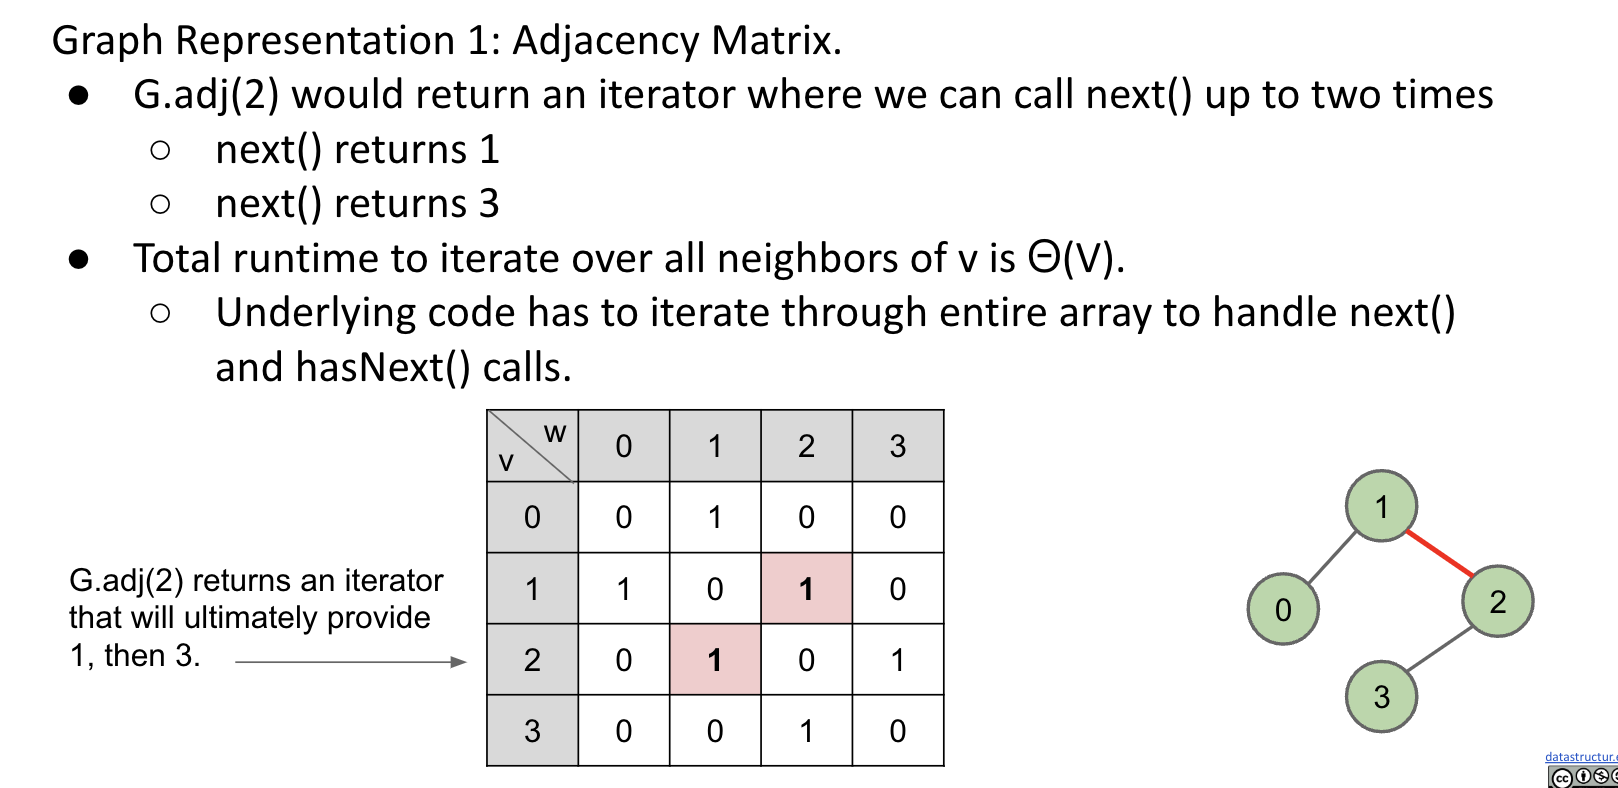 Graph Representation 1: Adjacency Matrix.
● G.adj(2) would return an iterator where we can call next() up to two times
○ next() returns 1
○ next() returns 3
● Total runtime to iterate over all neighbors of v is Θ(V).
○ Underlying code has to iterate through entire array to handle next()
and hasNext() calls.
w
v
0 1 2 3
0 0 1 0 0
1 1 0 1 0
2 0 1 0 1
3 0 0 1 0
G.adj(2) returns an iterator
that will ultimately provide
1, then 3.
1
0
2
3
datastructur.
cc